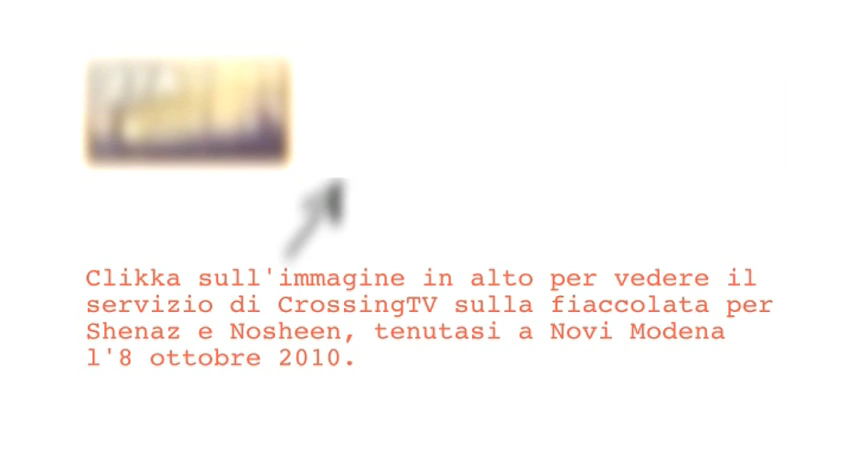 Clikka sull'immagine in alto per vedere il
servizio di CrossingTV sulla fiaccolata per
Shenaz e Nosheen, tenutasi a Novi Modena
l'8 ottobre 2010.